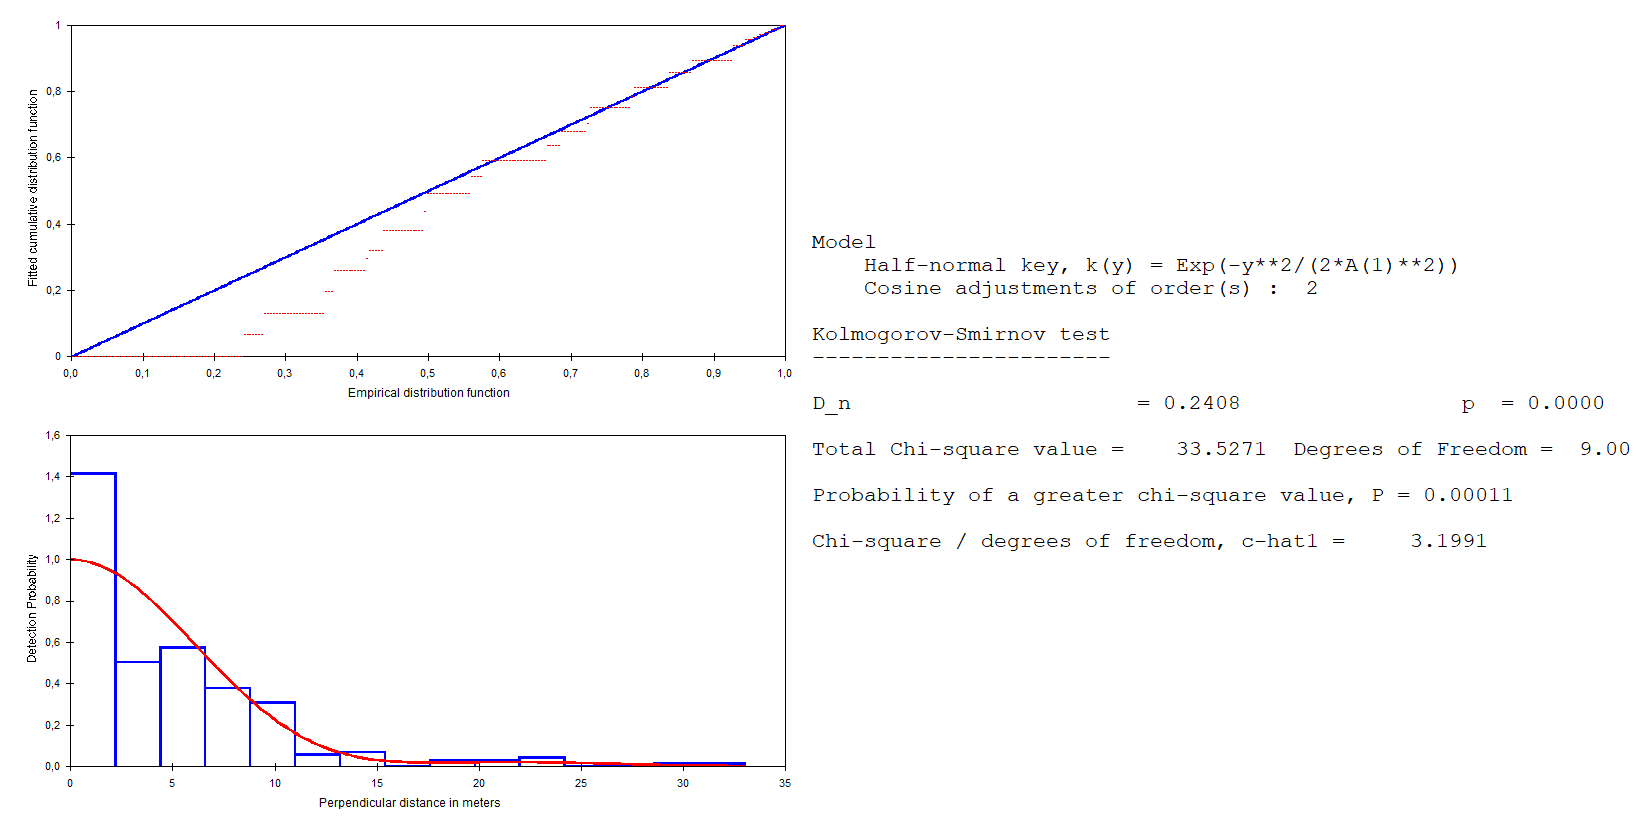 1
0,8
0,6
0,4
0,2
0
Fitted cumulative distribution function
0,0 0,1 0,2 0,3 0,4 0,5 0,6 0,7 0,8 0,9 1,0
Empirical distribution function
1,6
1,4
1,2
1,0
0,8
0,6
0,4
0,2
0,0
Detection Probability
0 5 10 15 20 25 30 35
Perpendicular distance in meters
Model
Half-normal key, k(y) = Exp(-y**2/(2*A(1)**2))
Cosine adjustments of order(s) : 2
Kolmogorov-Smirnov test
-----------------------
D_n = 0.2408 p = 0.0000
Total Chi-square value = 33.5271 Degrees of Freedom = 9.00
Probability of a greater chi-square value, P = 0.00011
Chi-square / degrees of freedom, c-hat1 = 3.1991